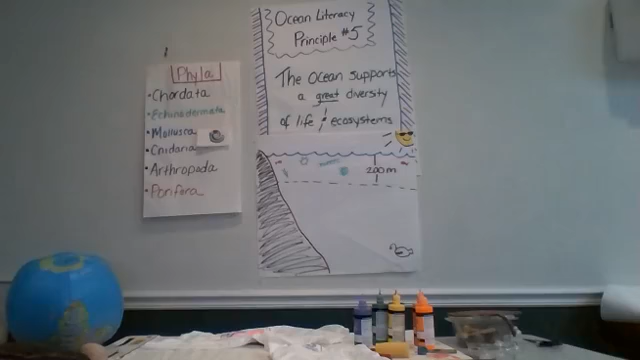 Phyla
• Chordata
• Echinodermata
• Mollusca
• Cnidaria
• Arthropoda
• Porifera
Ocean Literacy
Principle #5
The Ocean supports
a great diversity
of life & ecosystems
200m